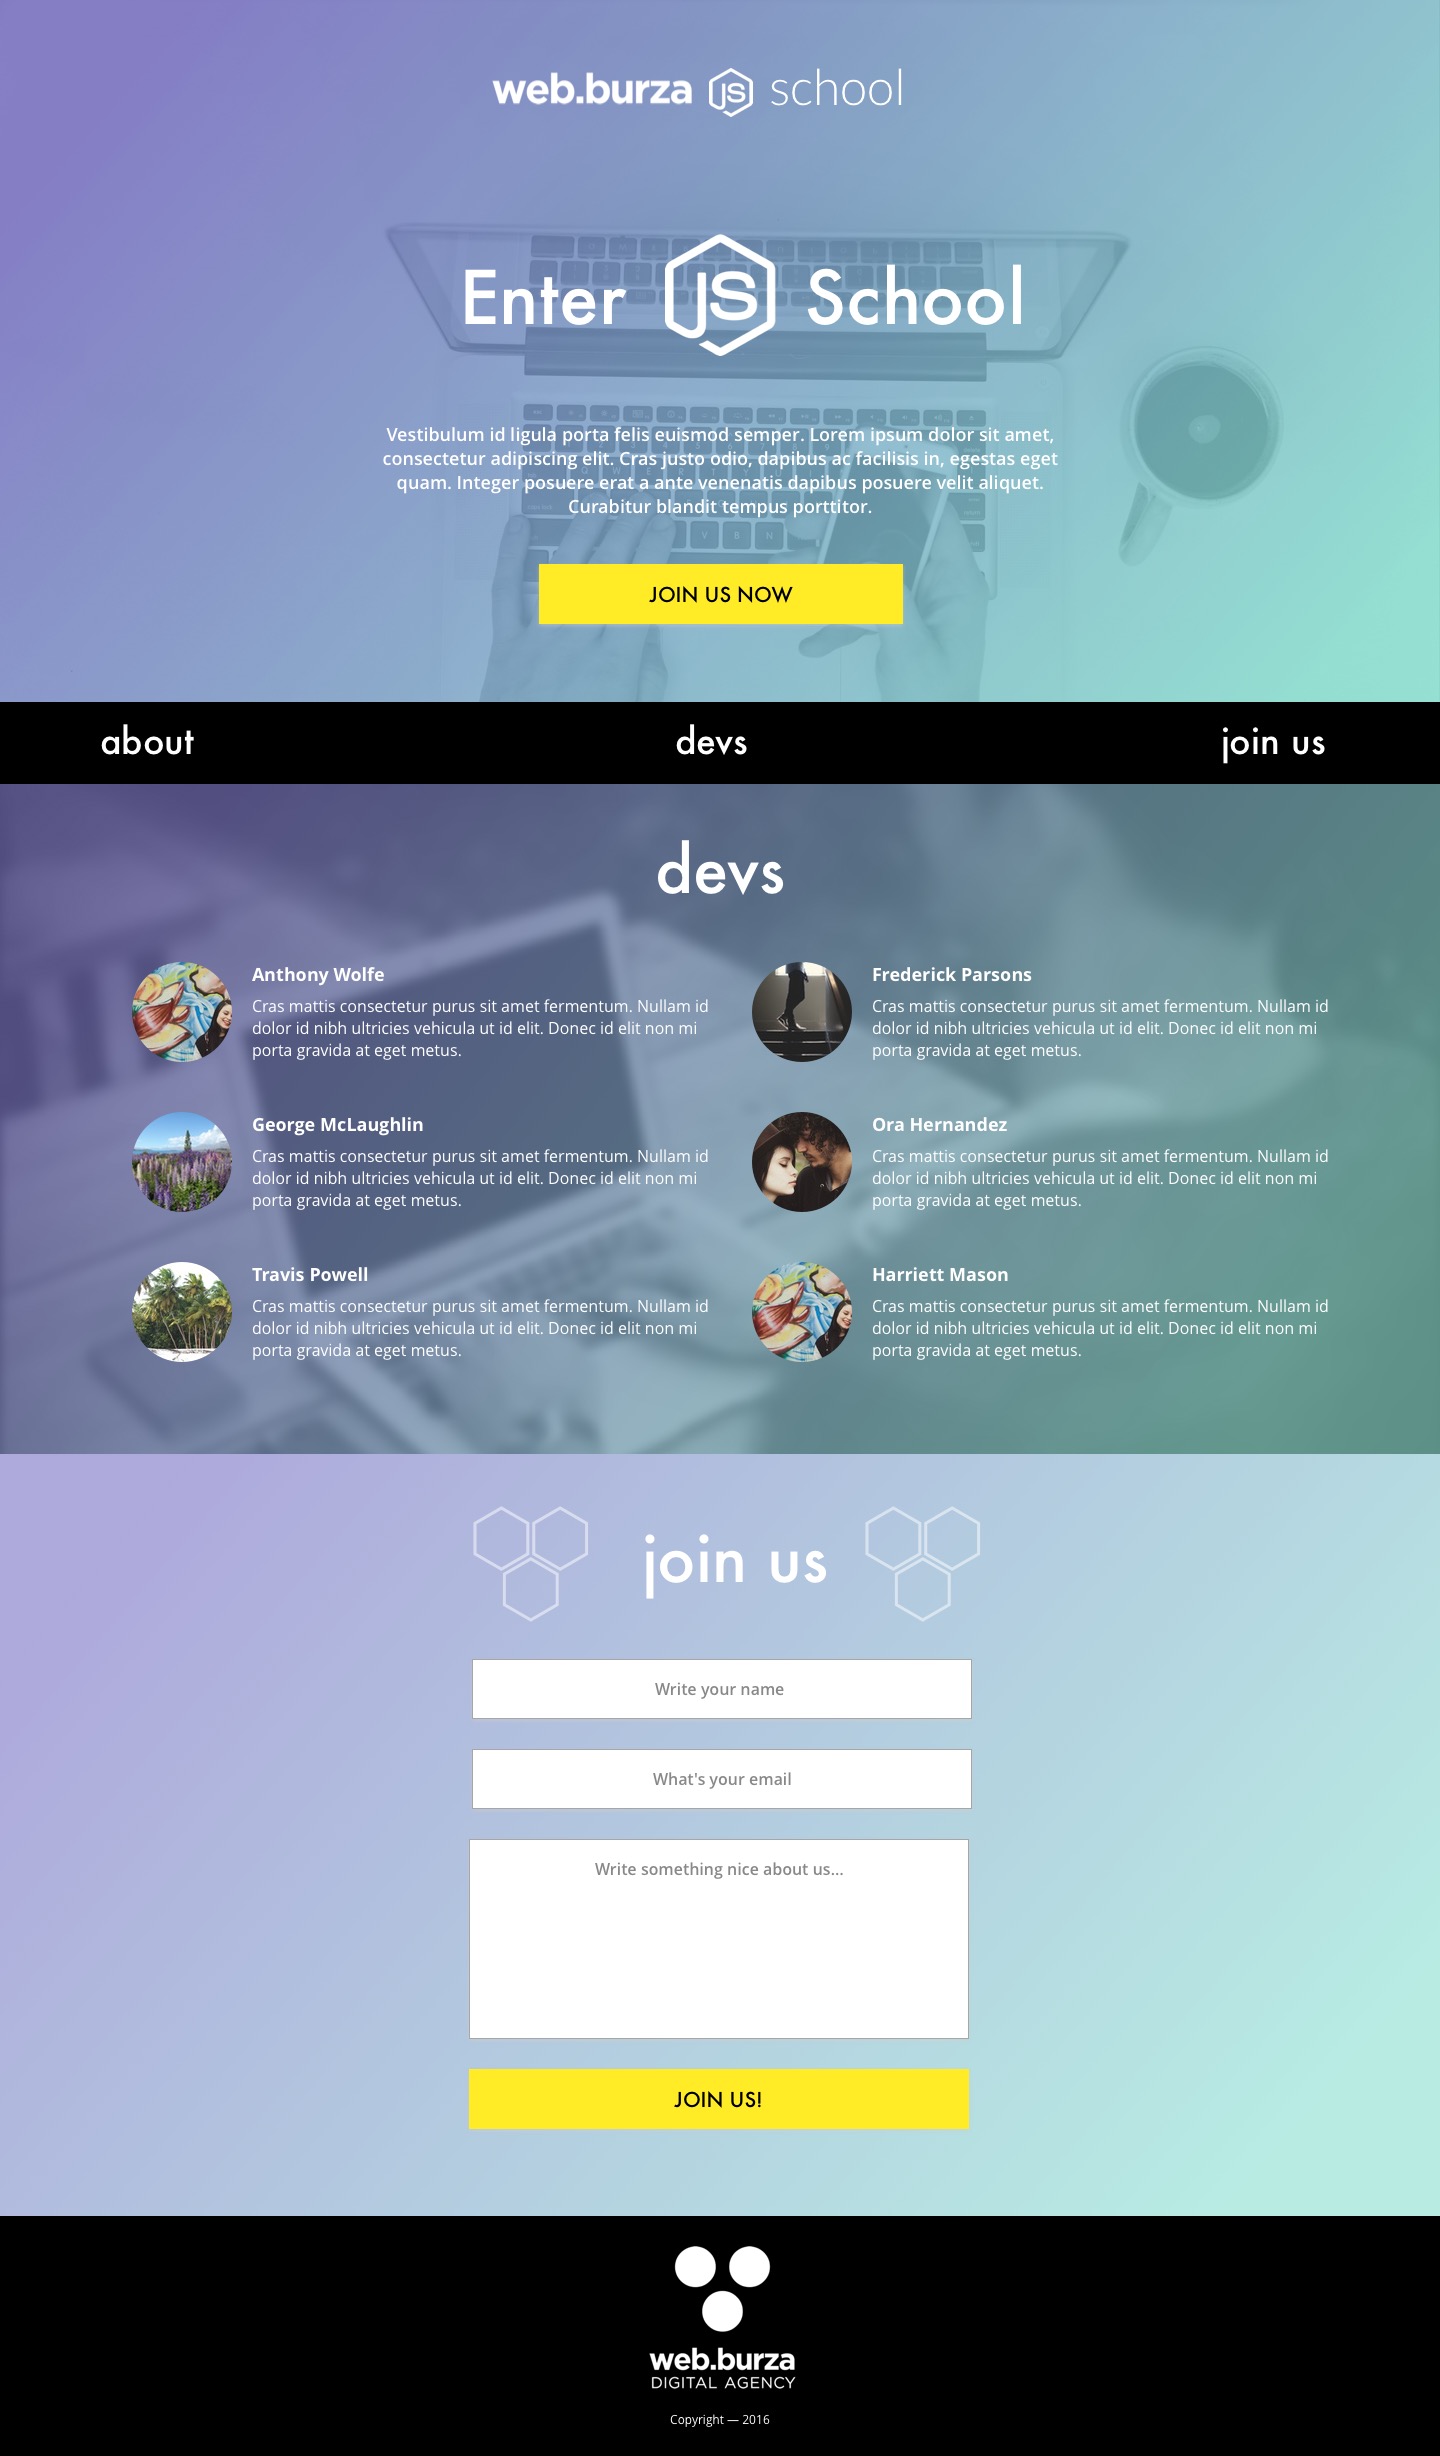 web.burza JS school
Enter JS School
Vestibulum id ligula porta felis euismod semper. Lorem ipsum dolor sit amet,
consectetur adipiscing elit. Cras justo odio, dapibus ac facilisis in, egestas eget
quam. Integer posuere erat a ante venenatis dapibus posuere velit aliquet.
Curabitur blandit tempus porttitor.
JOIN US NOW
about
devs
join us
devs
Anthony Wolfe
Cras mattis consectetur purus sit amet fermentum. Nullam id
dolor id nibh ultricies vehicula ut id elit. Donec id elit non mi
porta gravida at eget metus.
Frederick Parsons
Cras mattis consectetur purus sit amet fermentum. Nullam id
dolor id nibh ultricies vehicula ut id elit. Donec id elit non mi
porta gravida at eget metus.
George McLaughlin
Cras mattis consectetur purus sit amet fermentum. Nullam id
dolor id nibh ultricies vehicula ut id elit. Donec id elit non mi
porta gravida at eget metus.
Ora Hernandez
Cras mattis consectetur purus sit amet fermentum. Nullam id
dolor id nibh ultricies vehicula ut id elit. Donec id elit non mi
porta gravida at eget metus.
Travis Powell
Cras mattis consectetur purus sit amet fermentum. Nullam id
dolor id nibh ultricies vehicula ut id elit. Donec id elit non mi
porta gravida at eget metus.
Harriett Mason
Cras mattis consectetur purus sit amet fermentum. Nullam id
dolor id nibh ultricies vehicula ut id elit. Donec id elit non mi
porta gravida at eget metus.
join us
Write your name
What's your email
Write something nice about us...
JOIN US!
web.burza
DIGITAL AGENCY
Copyright — 2016